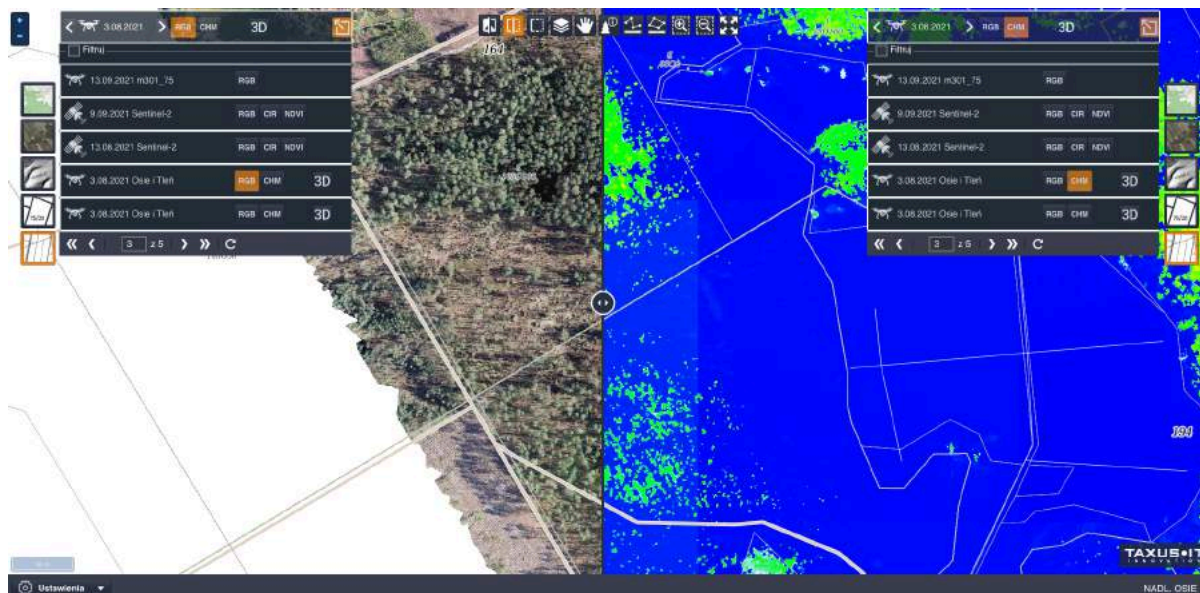 3.08.2021 RGB CHM 3D
Filtruj
13.09.2021 m301_75 RGB
9.09.2021 Sentinel-2 RGB CIR NDVI
13.08.2021 Sentinel-2 RGB CIR NDVI
3.08.2021 Osie i Tleń RGB CHM 3D
3.08.2021 Osie i Tleń RGB CHM 3D
3 z 5
75/20
164
3.08.2021 RGB CHM 3D
Filtruj
13.09.2021 m301_75 RGB
9.09.2021 Sentinel-2 RGB CIR NDVI
13.08.2021 Sentinel-2 RGB CIR NDVI
3.08.2021 Osie i Tleń RGB CHM 3D
3.08.2021 Osie i Tleń RGB CHM 3D
3 z 5
194
TAXUS•IT
INNOVATION
Ustawienia
NADL. OSIE